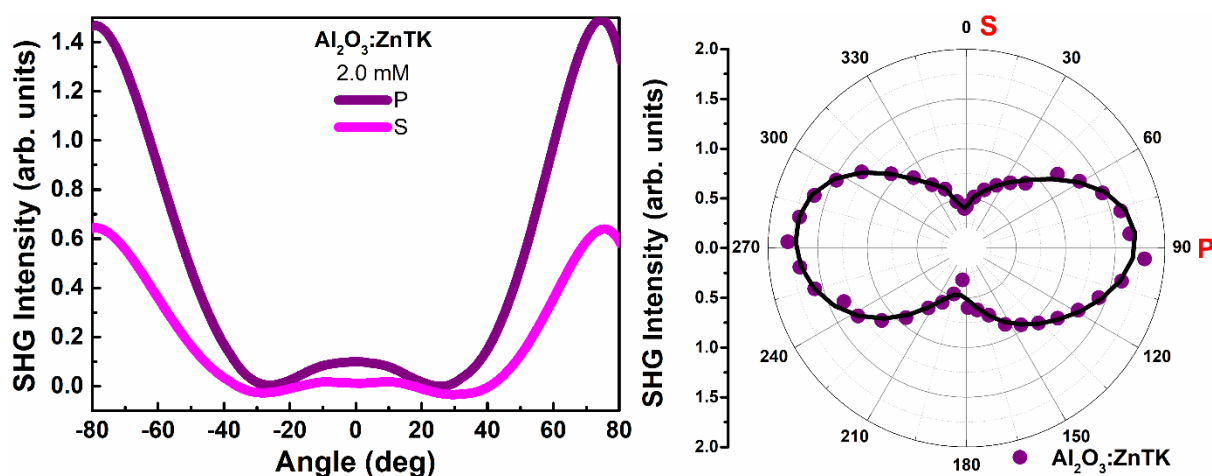 SHG Intensity (arb. units)
1.4
1.2
1.0
0.8
0.6
0.4
0.2
0.0
-80 -60 -40 -20 0 20 40 60 80
Angle (deg)
Al₂O₃:ZnTK
2.0 mM
P
S
SHG Intensity (arb. units)
2.0
1.5
1.0
0.5
0.0
0.5
1.0
1.5
2.0
0 S
30
60
90 P
120
150
180
210
240
270
300
330
Al₂O₃:ZnTK